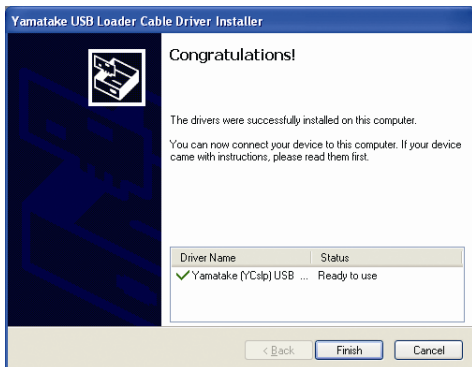 Yamatake USB Loader Cable Driver Installer
Congratulations!
The drivers were successfully installed on this computer.
You can now connect your device to this computer. If your device
came with instructions, please read them first.
Driver Name Status
Yamatake (YCslp) USB ... Ready to use
< Back Finish Cancel